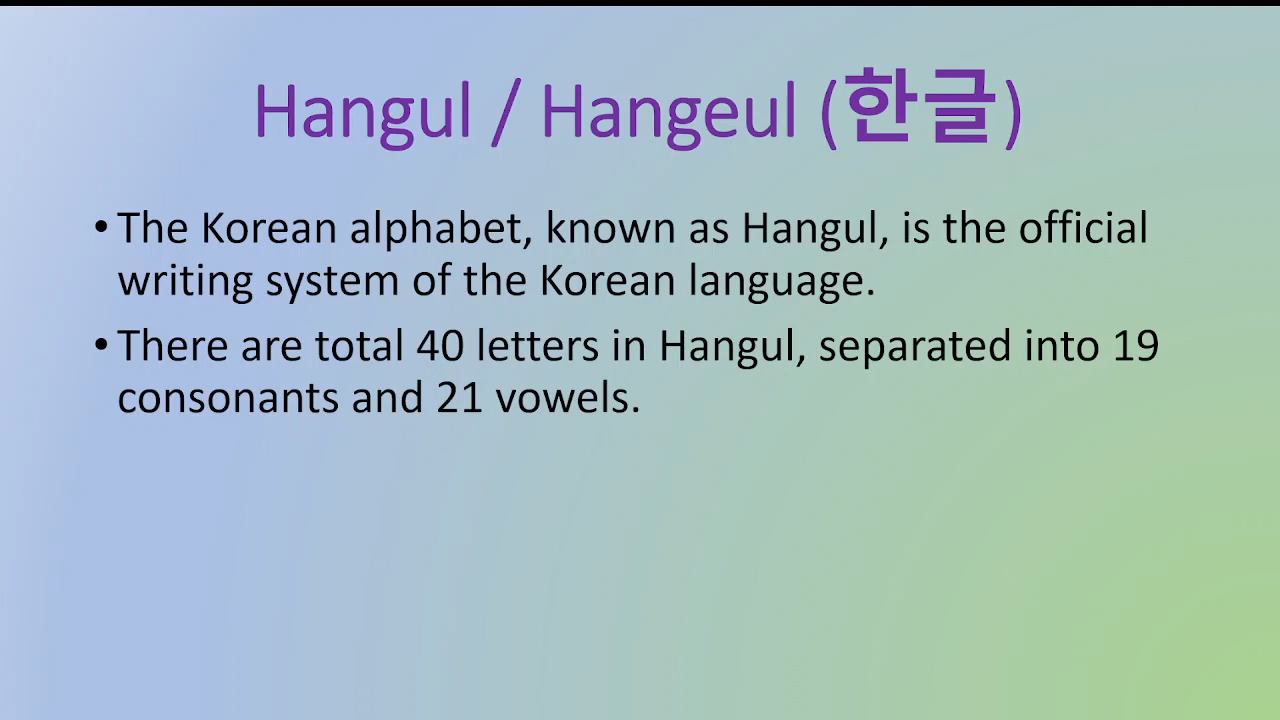 Hangul / Hangeul (한글)
• The Korean alphabet, known as Hangul, is the official
writing system of the Korean language.
• There are total 40 letters in Hangul, separated into 19
consonants and 21 vowels.